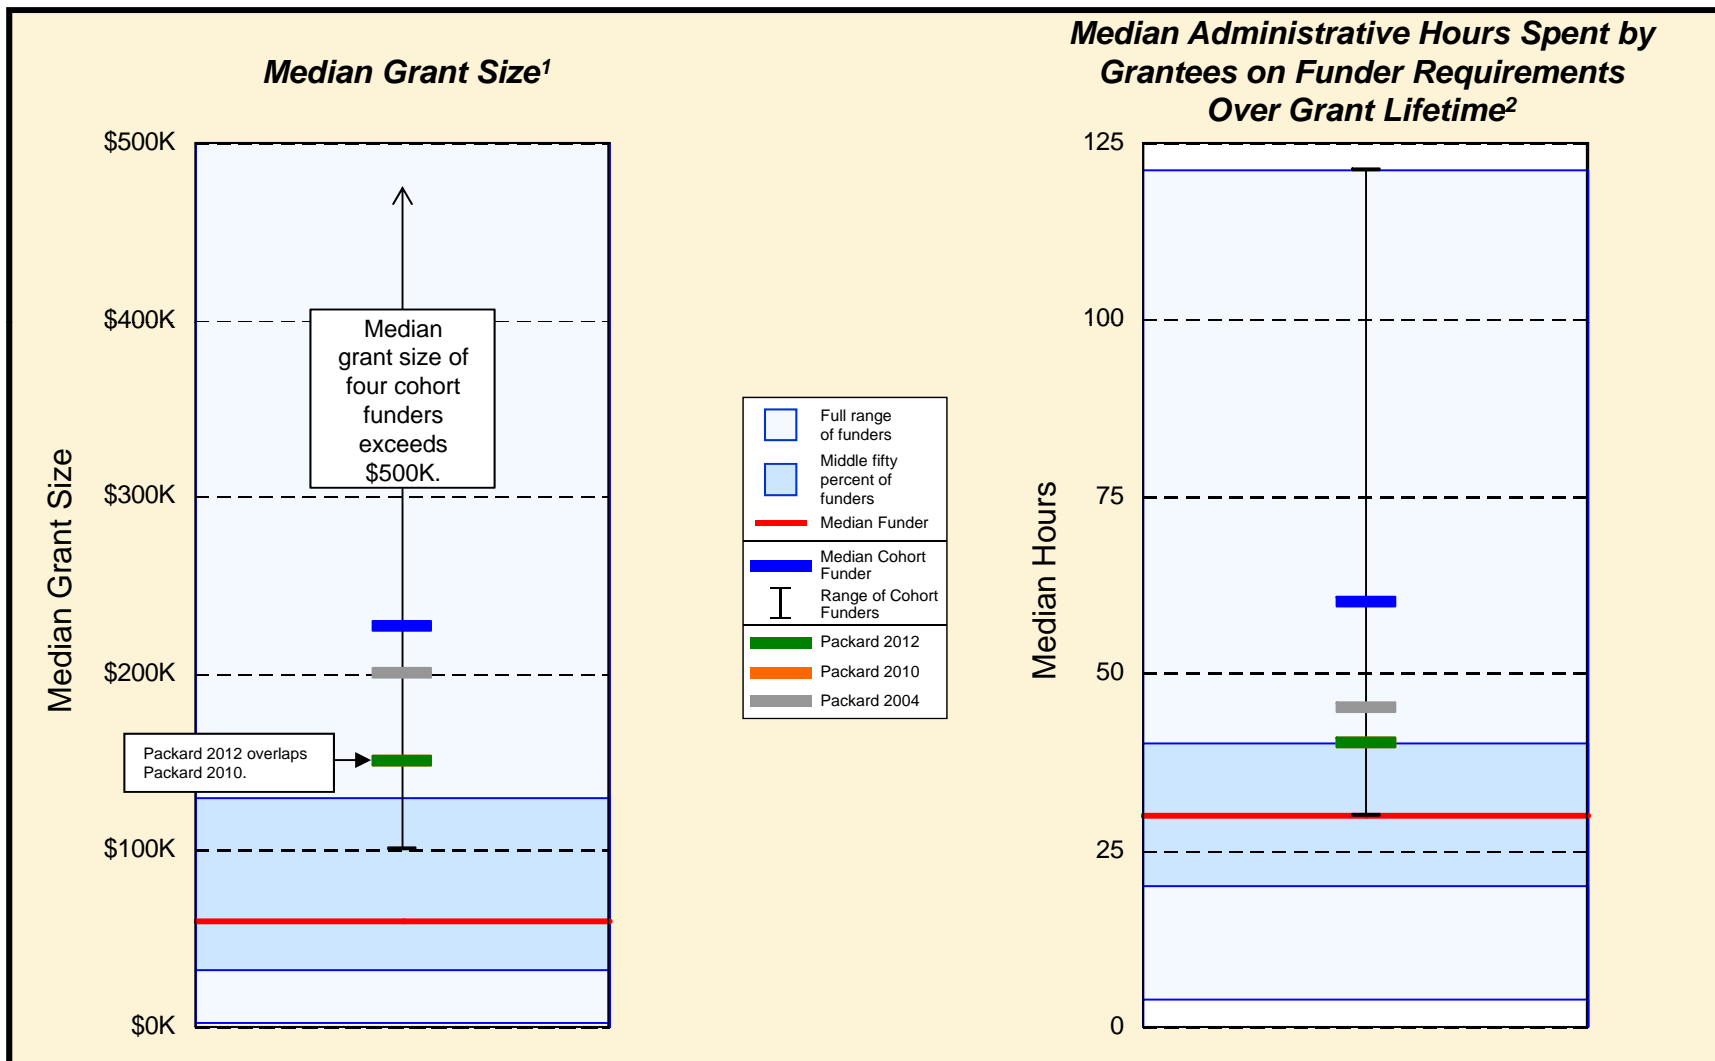 Median Grant Size¹
$500K
$400K
$300K
$200K
$100K
$0K
Median Grant Size
Median
grant size of
four cohort
funders
exceeds
$500K.
Packard 2012 overlaps
Packard 2010.
Full range
of funders
Middle fifty
percent of
funders
Median Funder
Median Cohort
Funder
Range of Cohort
Funders
Packard 2012
Packard 2010
Packard 2004
Median Administrative Hours Spent by
Grantees on Funder Requirements
Over Grant Lifetime²
125
100
75
50
25
0
Median Hours